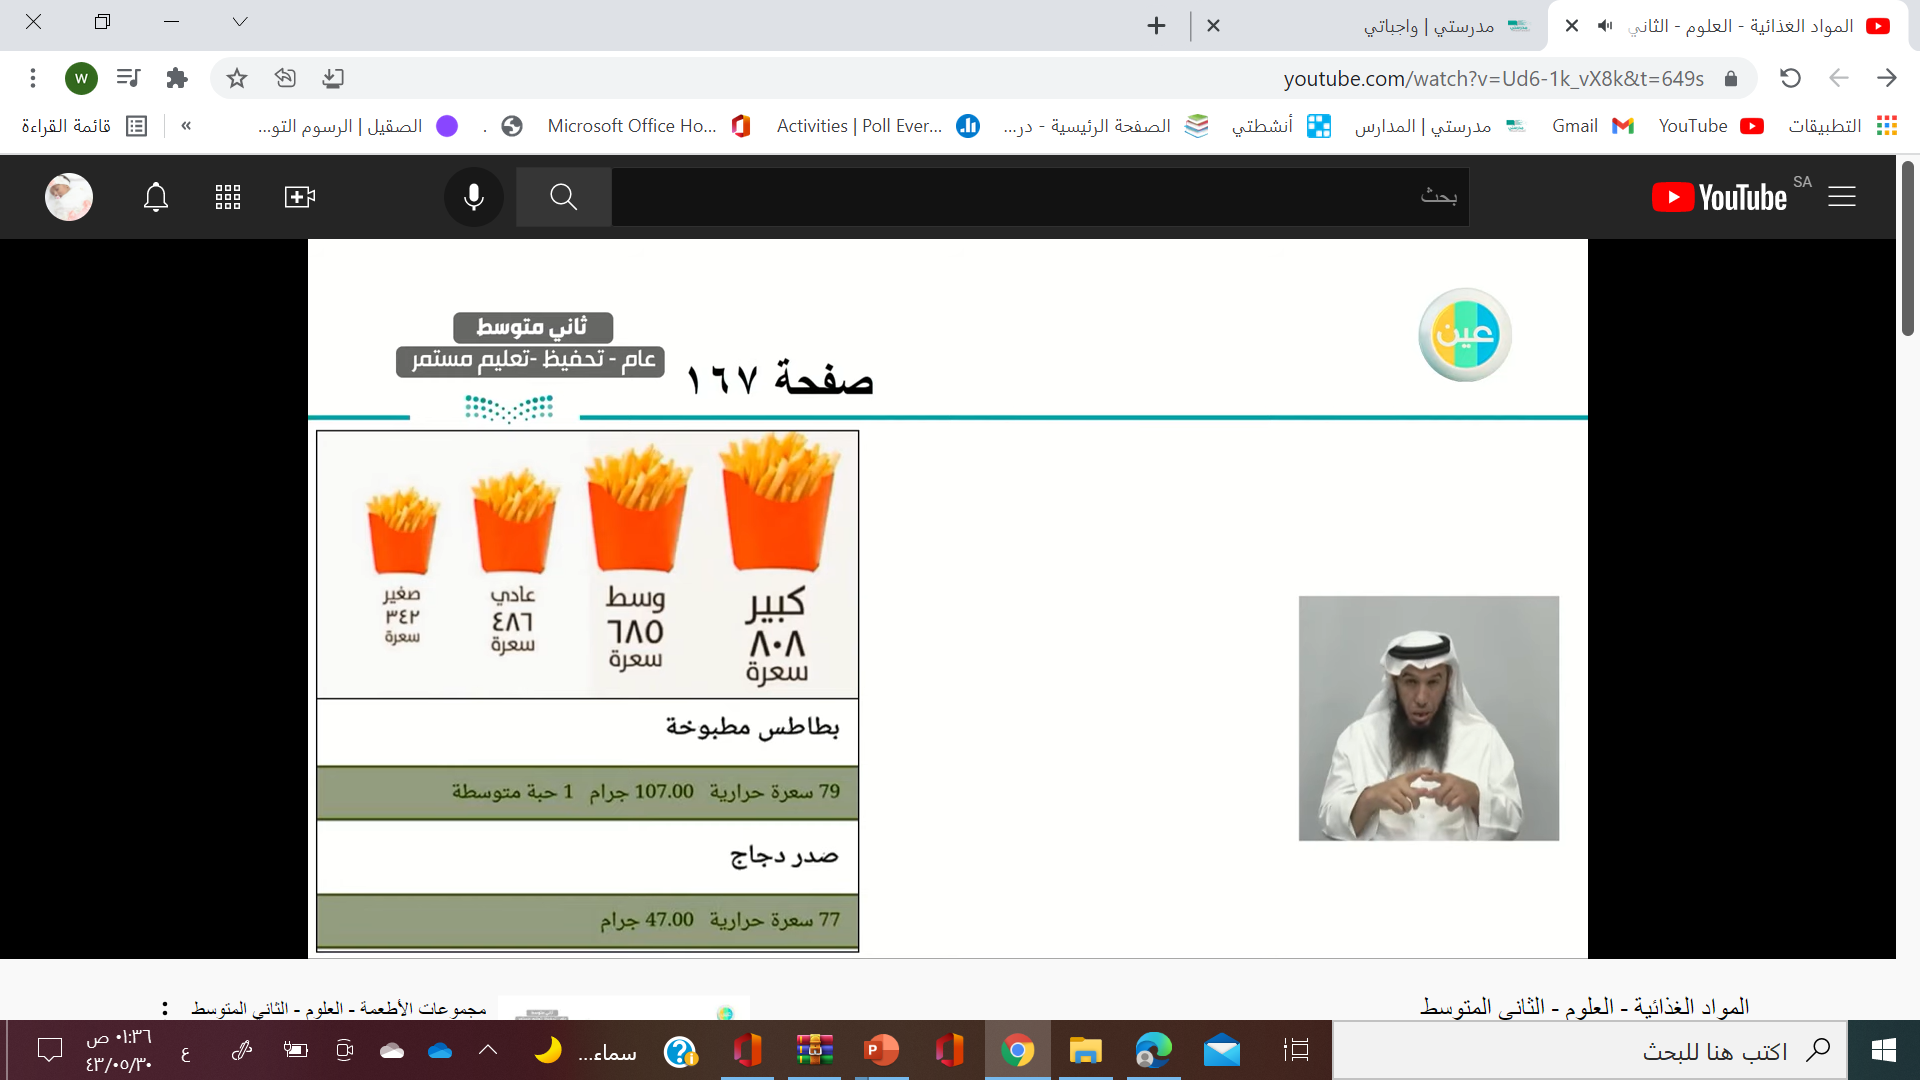 المواد الغذائية - العلوم - الثاني
مدرستي | واجباتي
youtube.com/watch?v=Ud6-1k_vX8k&t=649s
W
التطبيقات
YouTube
Gmail
مدرستي | المدارس
أنشطتي
الصفحة الرئيسية - در...
Activities | Poll Ever...
Microsoft Office Ho...
.
الصقيل | الرسوم التو...
»
قائمة القراءة
YouTube SA
بحث
عين
ثاني متوسط
عام - تحفيظ -تعليم مستمر
صفحة ١٦٧
كبير
٨٠٨
سعرة
وسط
٦٨٥
سعرة
عادي
٤٨٦
سعرة
صغير
٣٤٢
سعرة
بطاطس مطبوخة
79 سعرة حرارية 107.00 جرام 1 حبة متوسطة
صدر دجاج
77 سعرة حرارية 47.00 جرام
المواد الغذائية - العلوم - الثاني المتوسط
مجموعات الأطعمة - العلوم - الثاني المتوسط
اكتب هنا للبحث
سماء...
ع
٠١:٣٦ ص
٤٣/٠٥/٣٠